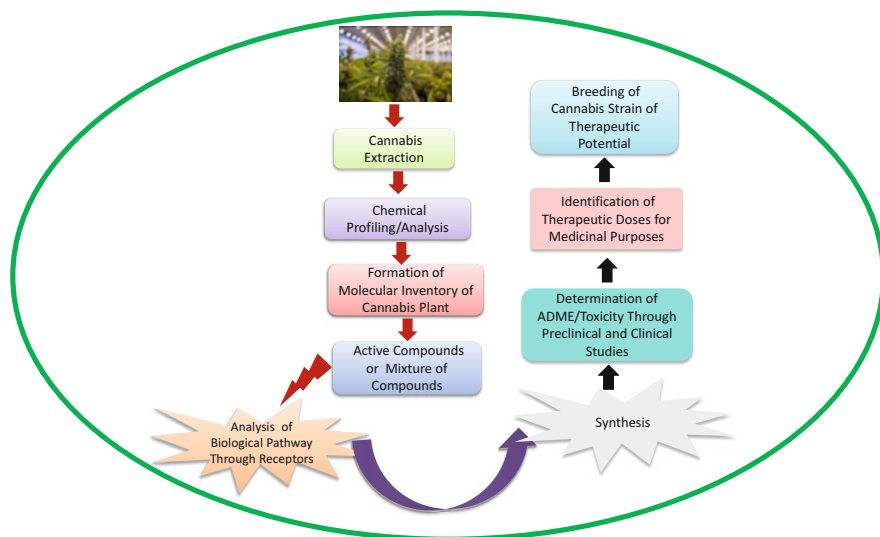 Cannabis
Extraction
Chemical
Profiling/Analysis
Formation of
Molecular Inventory of
Cannabis Plant
Active Compounds
or Mixture of
Compounds
Analysis of
Biological Pathway
Through Receptors
Synthesis
Determination of
ADME/Toxicity Through
Preclinical and Clinical
Studies
Identification of
Therapeutic Doses for
Medicinal Purposes
Breeding of
Cannabis Strain of
Therapeutic
Potential